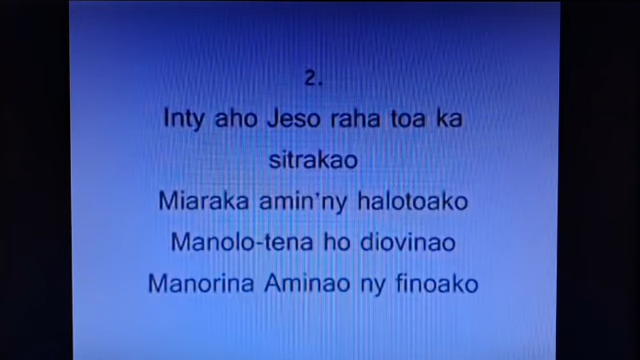 2.
Inty aho Jeso raha toa ka
sitrakao
Miaraka amin'ny halotoako
Manolo-tena ho diovinao
Manorina Aminao ny finoako